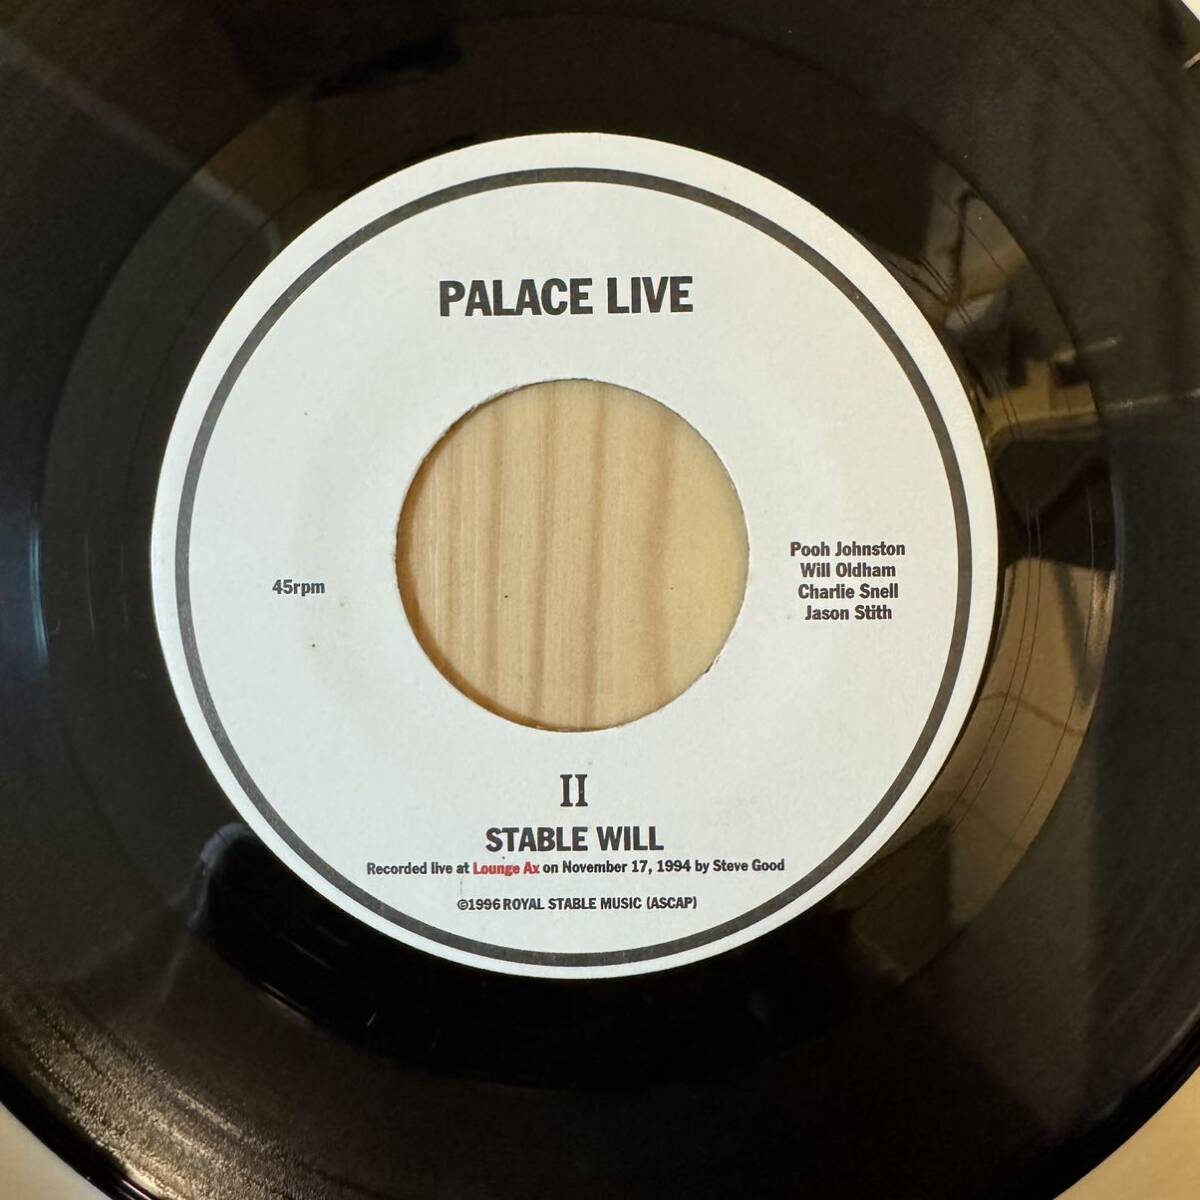 PALACE LIVE
45rpm
Pooh Johnston
Will Oldham
Charlie Snell
Jason Stith
II
STABLE WILL
Recorded live at Lounge Ax on November 17, 1994 by Steve Good
©1996 ROYAL STABLE MUSIC (ASCAP)